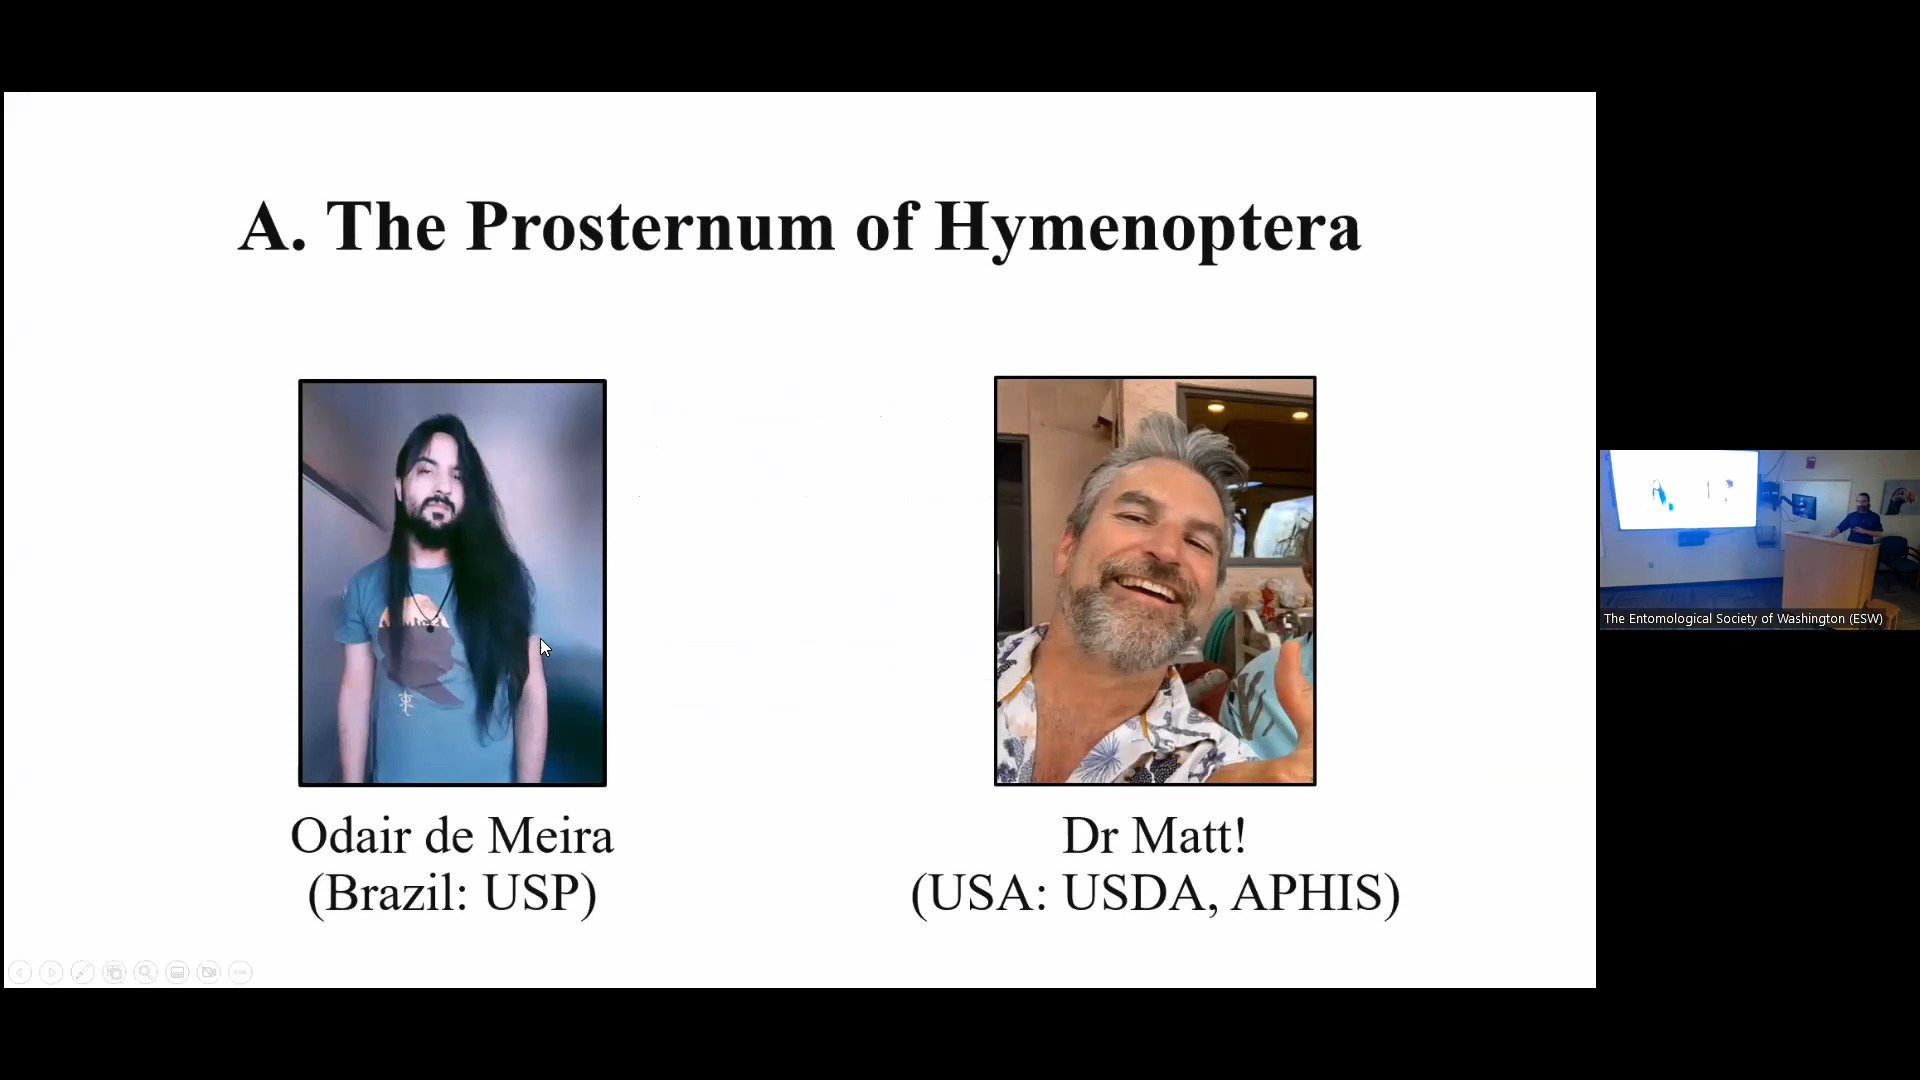 A. The Prosternum of Hymenoptera
Odair de Meira
(Brazil: USP)
Dr Matt!
(USA: USDA, APHIS)
The Entomological Society of Washington (ESW)